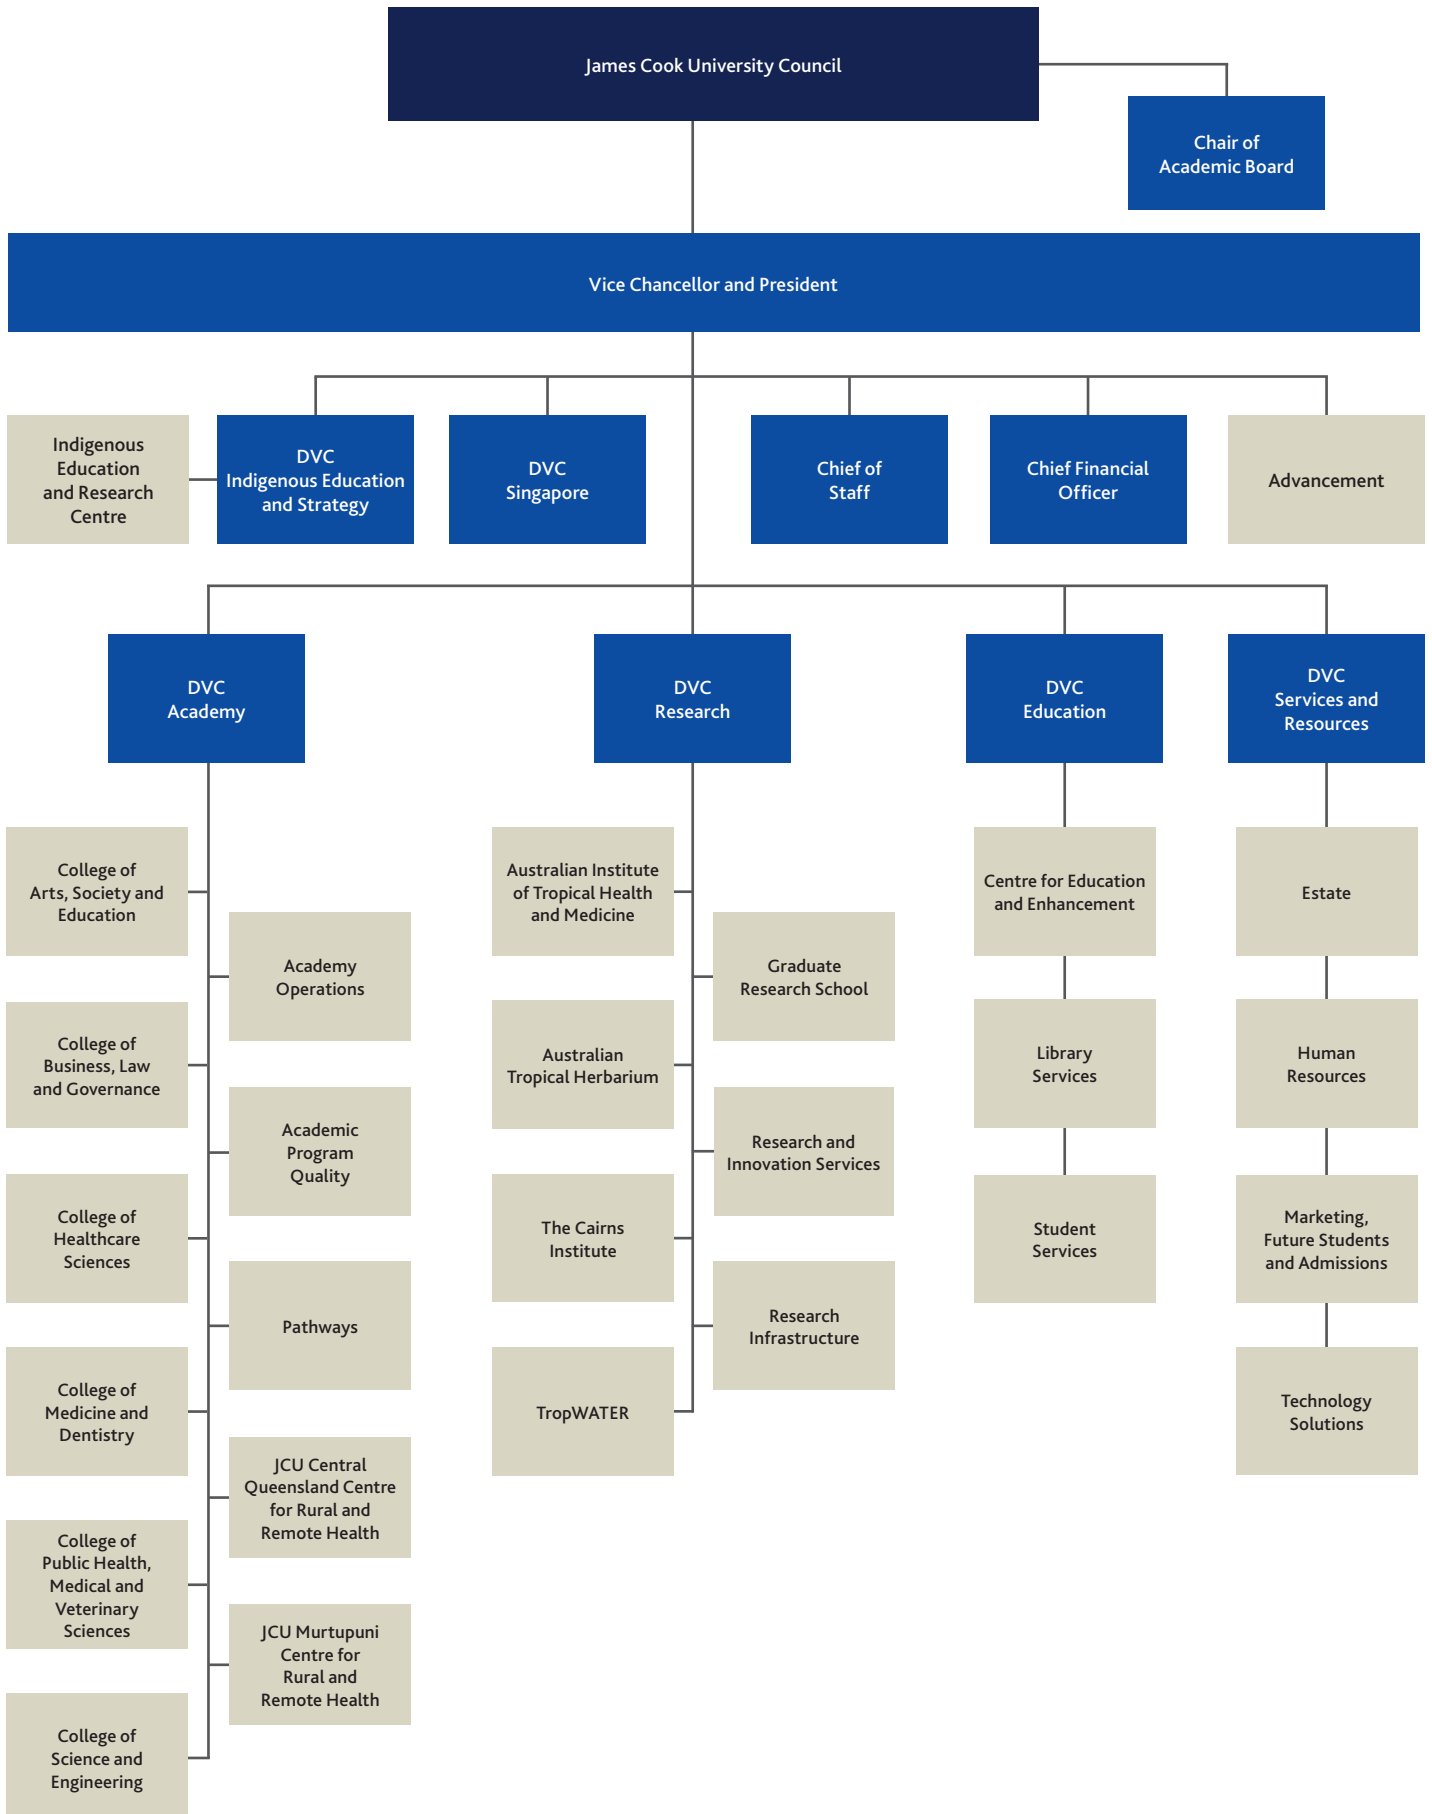 James Cook University Council
Chair of
Academic Board
Vice Chancellor and President
Indigenous
Education
and Research
Centre
DVC
Indigenous Education
and Strategy
DVC
Singapore
Chief of
Staff
Chief Financial
Officer
Advancement
DVC
Academy
DVC
Research
DVC
Education
DVC
Services and
Resources
College of
Arts, Society and
Education
Academy
Operations
College of
Business, Law
and Governance
Academic
Program
Quality
College of
Healthcare
Sciences
Pathways
College of
Medicine and
Dentistry
JCU Central
Queensland Centre
for Rural and
Remote Health
College of
Public Health,
Medical and
Veterinary
Sciences
JCU Murtupuni
Centre for
Rural and
Remote Health
College of
Science and
Engineering
Australian Institute
of Tropical Health
and Medicine
Graduate
Research School
Australian
Tropical Herbarium
Research and
Innovation Services
The Cairns
Institute
Research
Infrastructure
TropWATER
Centre for Education
and Enhancement
Library
Services
Student
Services
Estate
Human
Resources
Marketing,
Future Students
and Admissions
Technology
Solutions